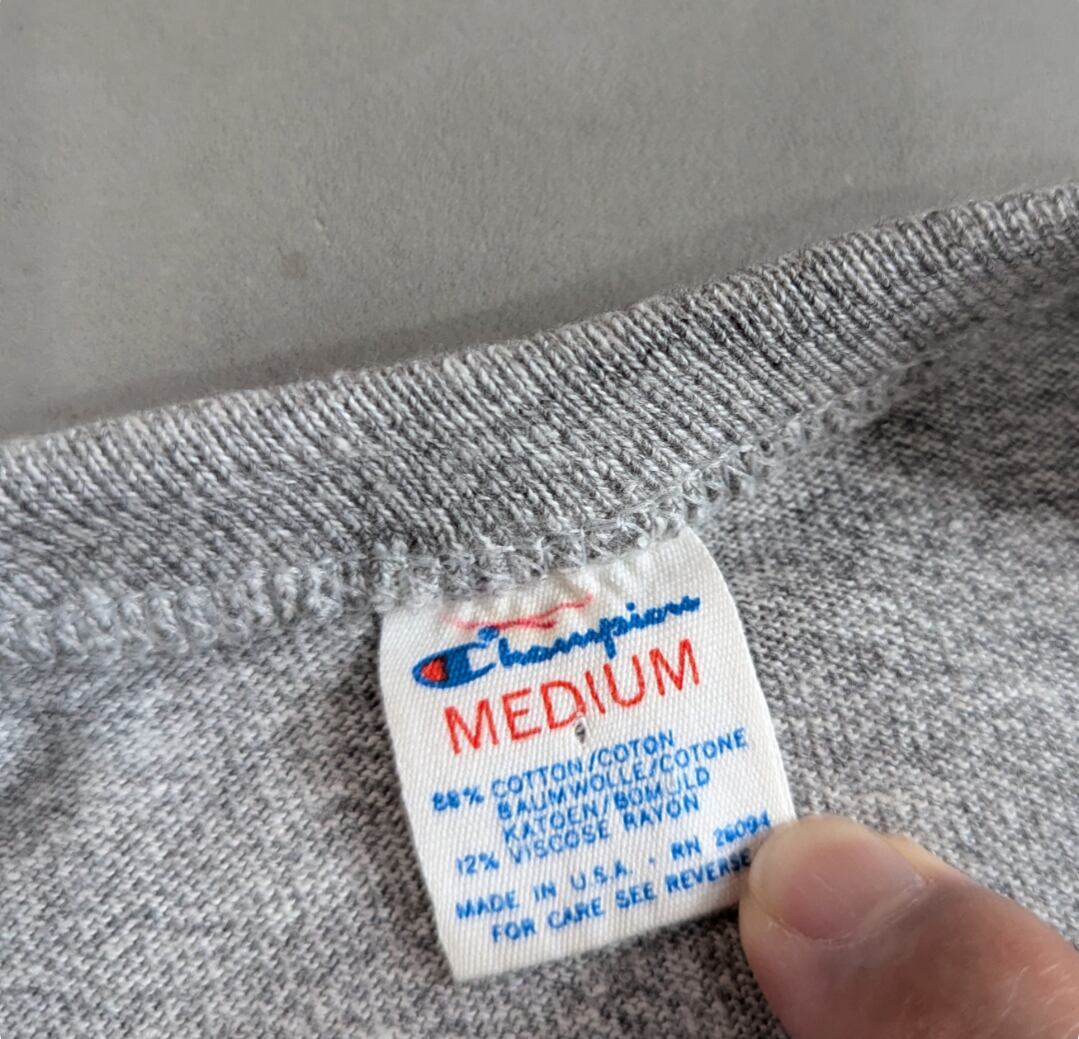 Champion
MEDIUM
88% COTTON/COTON
BAUMWOLLE/COTONE
KATOEN/BOMULD
12% VISCOSE RAYON
MADE IN U.S.A. · RN 26094
FOR CARE SEE REVERSE